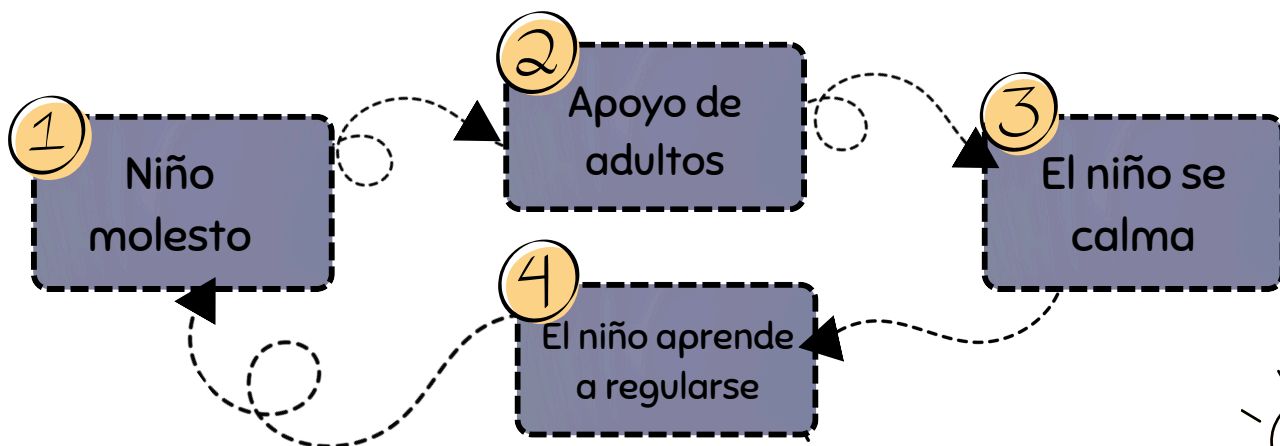 1
Niño
molesto
2
Apoyo de
adultos
3
El niño se
calma
4
El niño aprende
a regularse